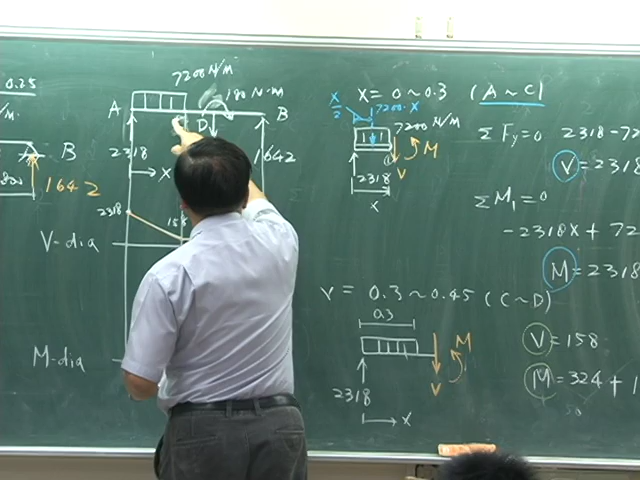 0.25
/M.
B
1642
7200 N/M
180 N·M
A
D
B
2318
1642
X
2318
158
V-dia
M-dia
X = 0 ~ 0.3 (A ~ C)
X/2
7200·X
7200 N/M
M
V
2318
X
ΣFy = 0 2318 - 72
V = 2318
ΣM₁ = 0
-2318X + 72
M = 2318
= 0.3 ~ 0.45 (C ~ D)
0.3
M
V
2318
X
V = 158
M = 324 + 1